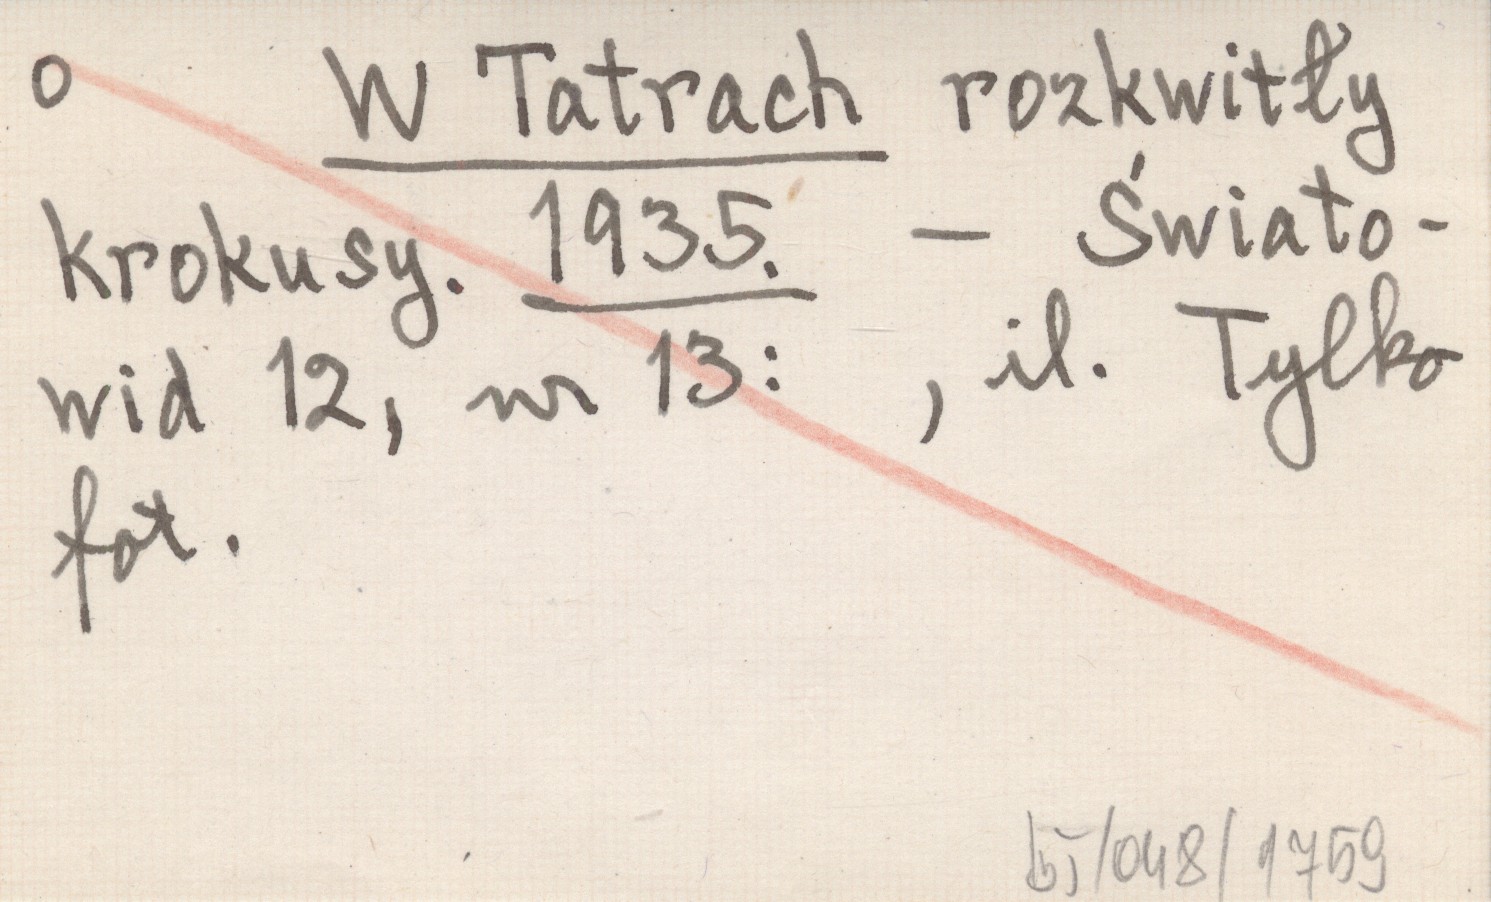 o W Tatrach rozkwitły
krokusy. 1935. — Świato-
wid 12, nr 13: , il. Tylko
fot.
bj/048/1759